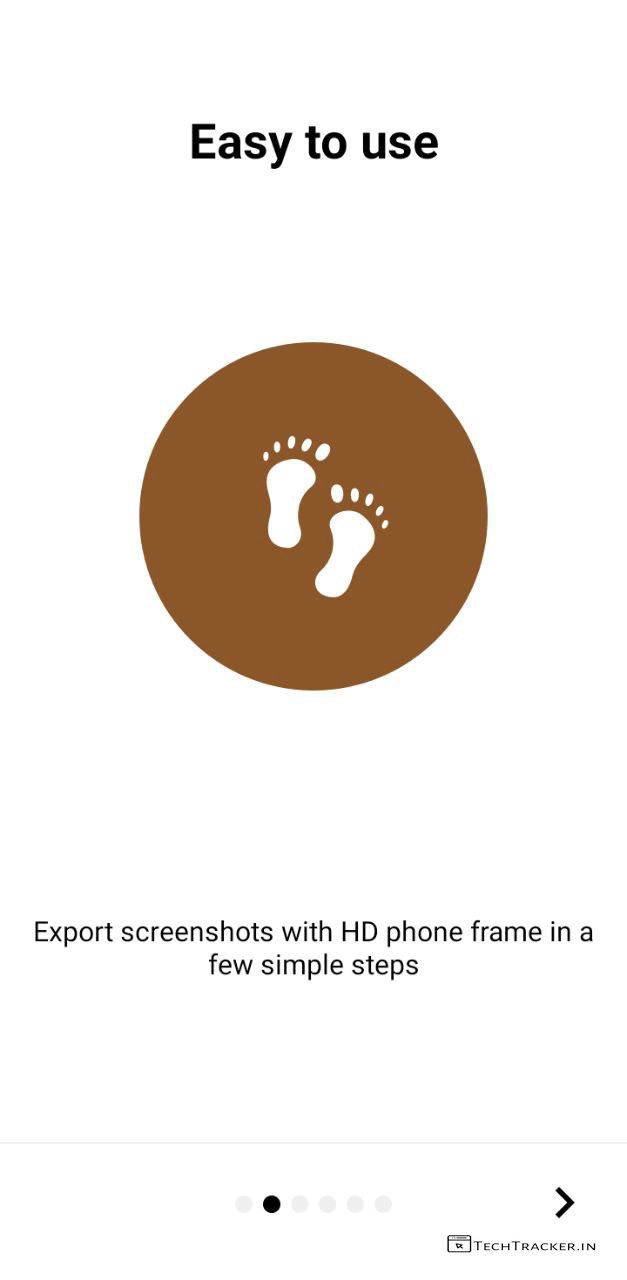 Easy to use
Export screenshots with HD phone frame in a
few simple steps
TECHTRACKER.IN